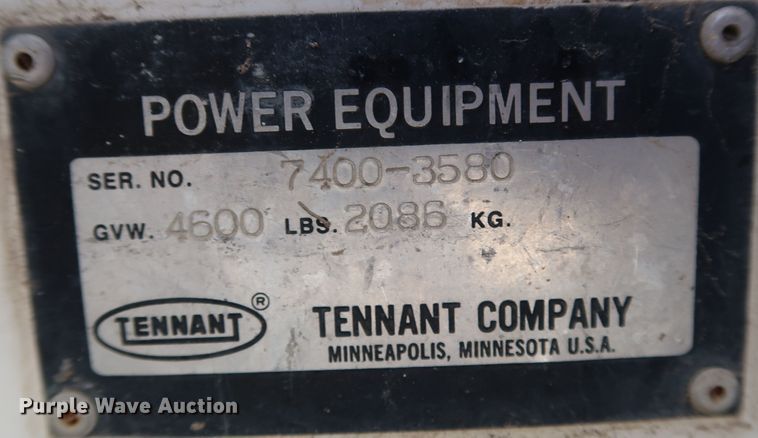 POWER EQUIPMENT
SER. NO. 7400-3580
GVW. 4600 LBS. 2086 KG.
TENNANT ® TENNANT COMPANY
MINNEAPOLIS, MINNESOTA U.S.A.
Purple Wave Auction